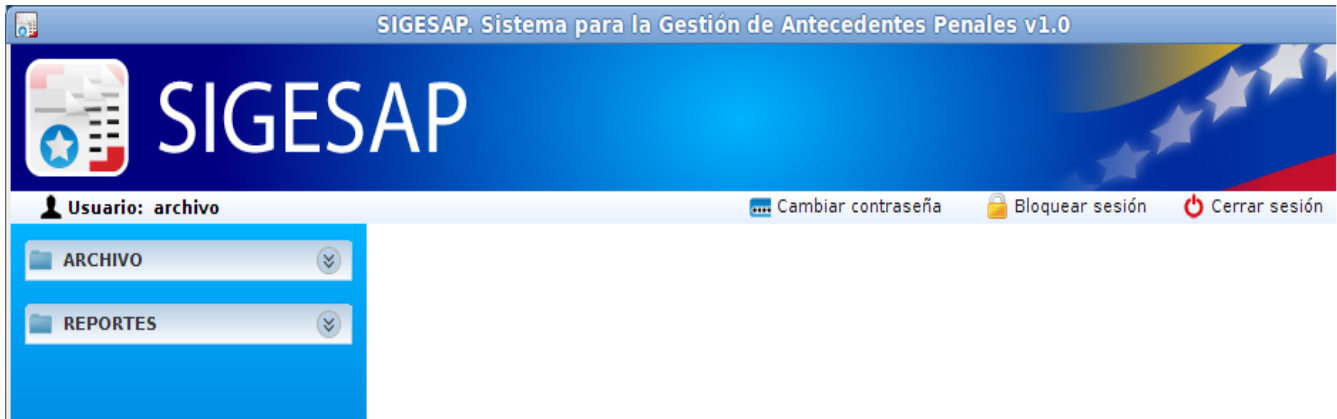 SIGESAP. Sistema para la Gestión de Antecedentes Penales v1.0
SIGESAP
Usuario: archivo
Cambiar contraseña
Bloquear sesión
Cerrar sesión
ARCHIVO
REPORTES